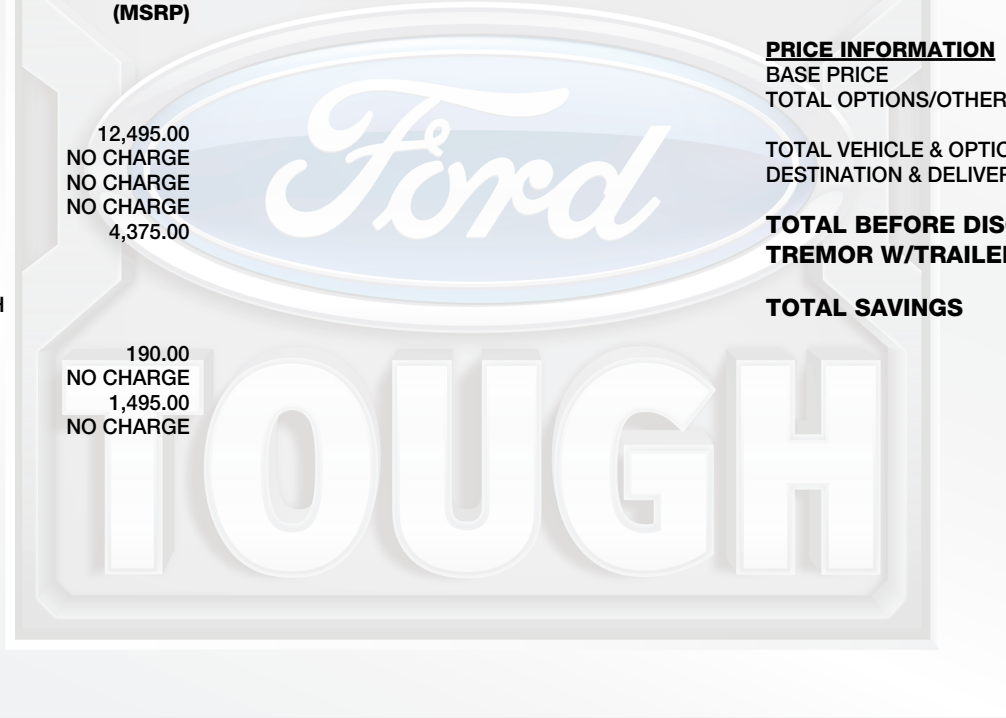 (MSRP)
12,495.00
NO CHARGE
NO CHARGE
NO CHARGE
4,375.00
190.00
NO CHARGE
1,495.00
NO CHARGE
PRICE INFORMATION
BASE PRICE
TOTAL OPTIONS/OTHER
TOTAL VEHICLE & OPTIO
DESTINATION & DELIVER
TOTAL BEFORE DIS
TREMOR W/TRAILE
TOTAL SAVINGS
Ford
TOUGH